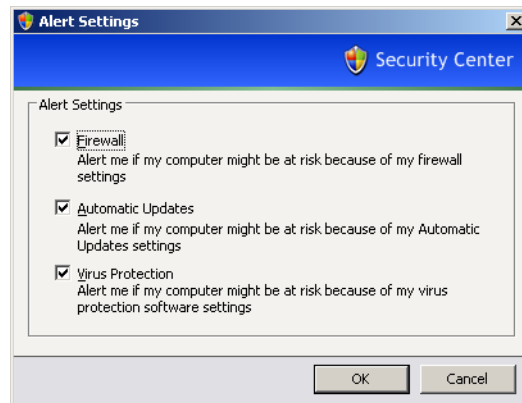 Alert Settings
Security Center
Alert Settings
Firewall
Alert me if my computer might be at risk because of my firewall
settings
Automatic Updates
Alert me if my computer might be at risk because of my Automatic
Updates settings
Virus Protection
Alert me if my computer might be at risk because of my virus
protection software settings
OK
Cancel